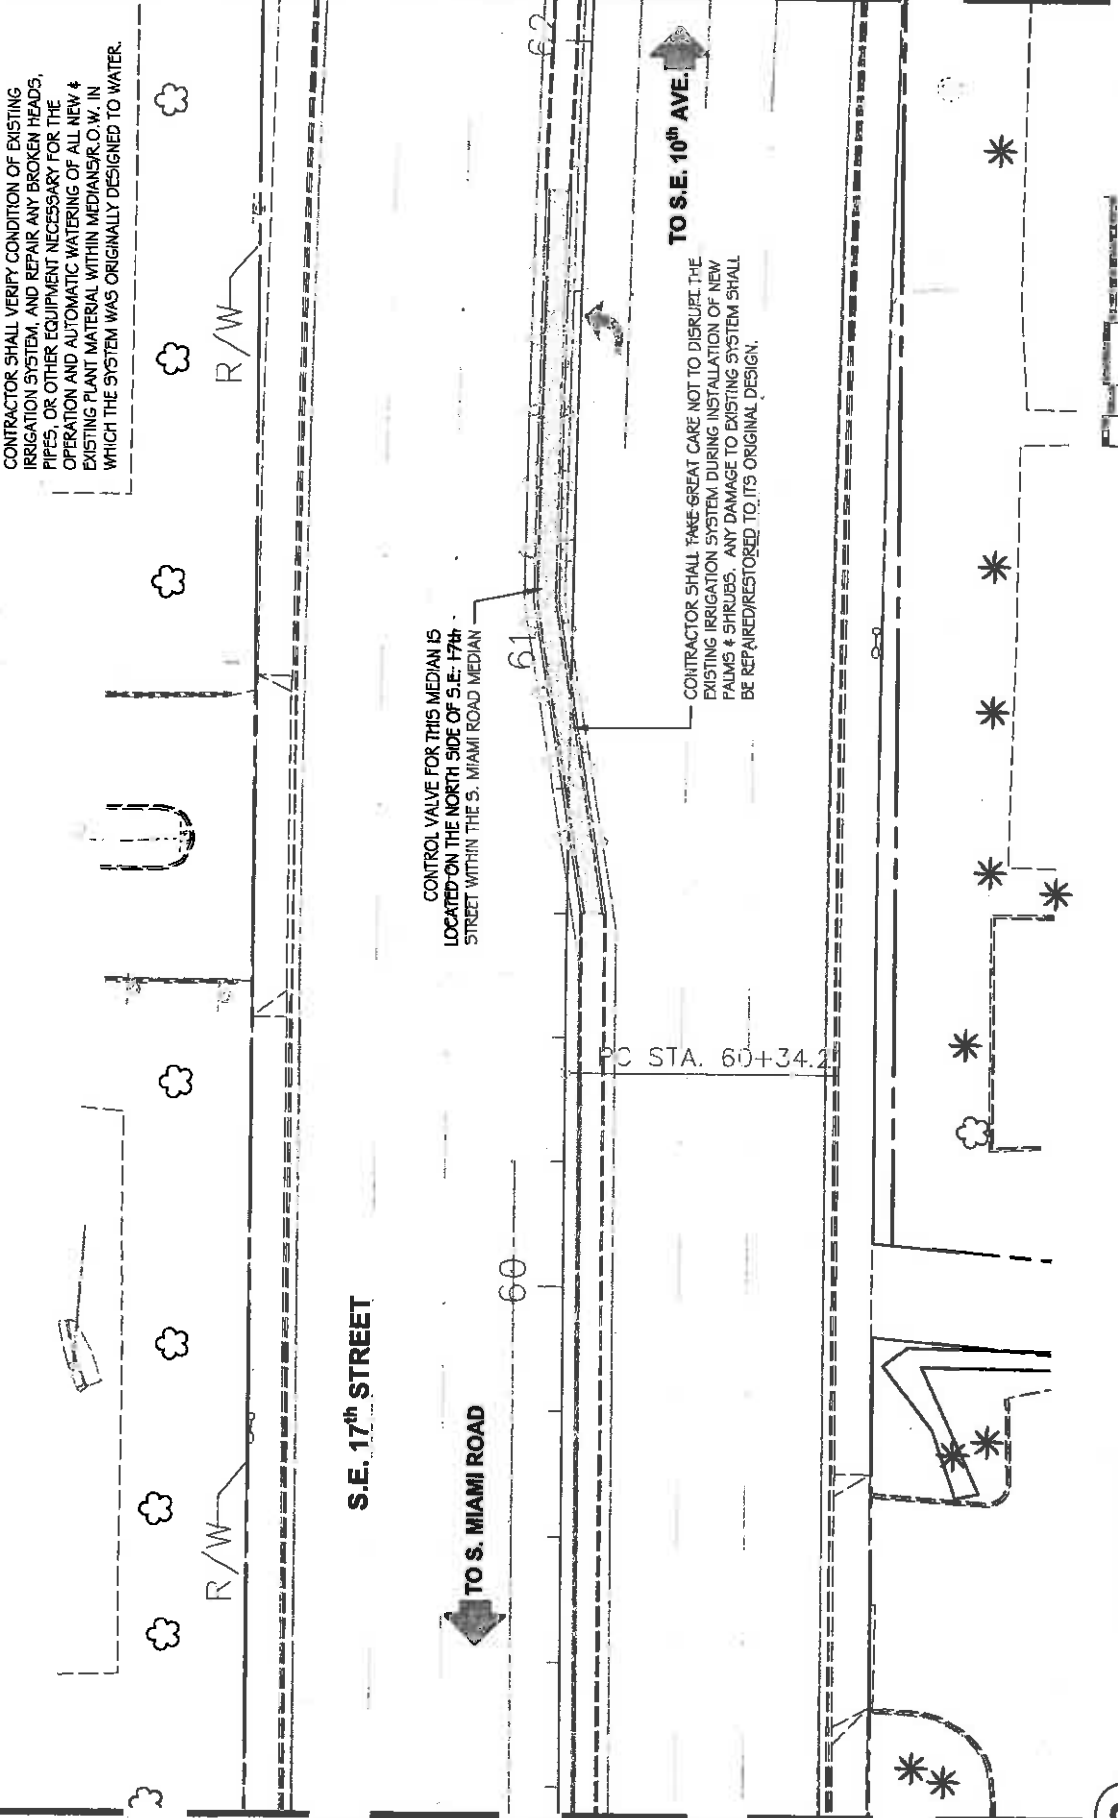 CONTRACTOR SHALL VERIFY CONDITION OF EXISTING
IRRIGATION SYSTEM, AND REPAIR ANY BROKEN HEADS,
PIPES, OR OTHER EQUIPMENT NECESSARY FOR THE
OPERATION AND AUTOMATIC WATERING OF ALL NEW &
EXISTING PLANT MATERIAL WITHIN MEDIANS/R.O.W. IN
WHICH THE SYSTEM WAS ORIGINALLY DESIGNED TO WATER.
R/W
R/W
S.E. 17th STREET
CONTROL VALVE FOR THIS MEDIAN IS
LOCATED ON THE NORTH SIDE OF S.E. 17th
STREET WITHIN THE S. MIAMI ROAD MEDIAN
TO S. MIAMI ROAD
60
61
62
PC STA. 60+34.2
TO S.E. 10th AVE.
CONTRACTOR SHALL TAKE GREAT CARE NOT TO DISRUPT THE
EXISTING IRRIGATION SYSTEM DURING INSTALLATION OF NEW
PALMS & SHRUBS. ANY DAMAGE TO EXISTING SYSTEM SHALL
BE REPAIRED/RESTORED TO ITS ORIGINAL DESIGN.